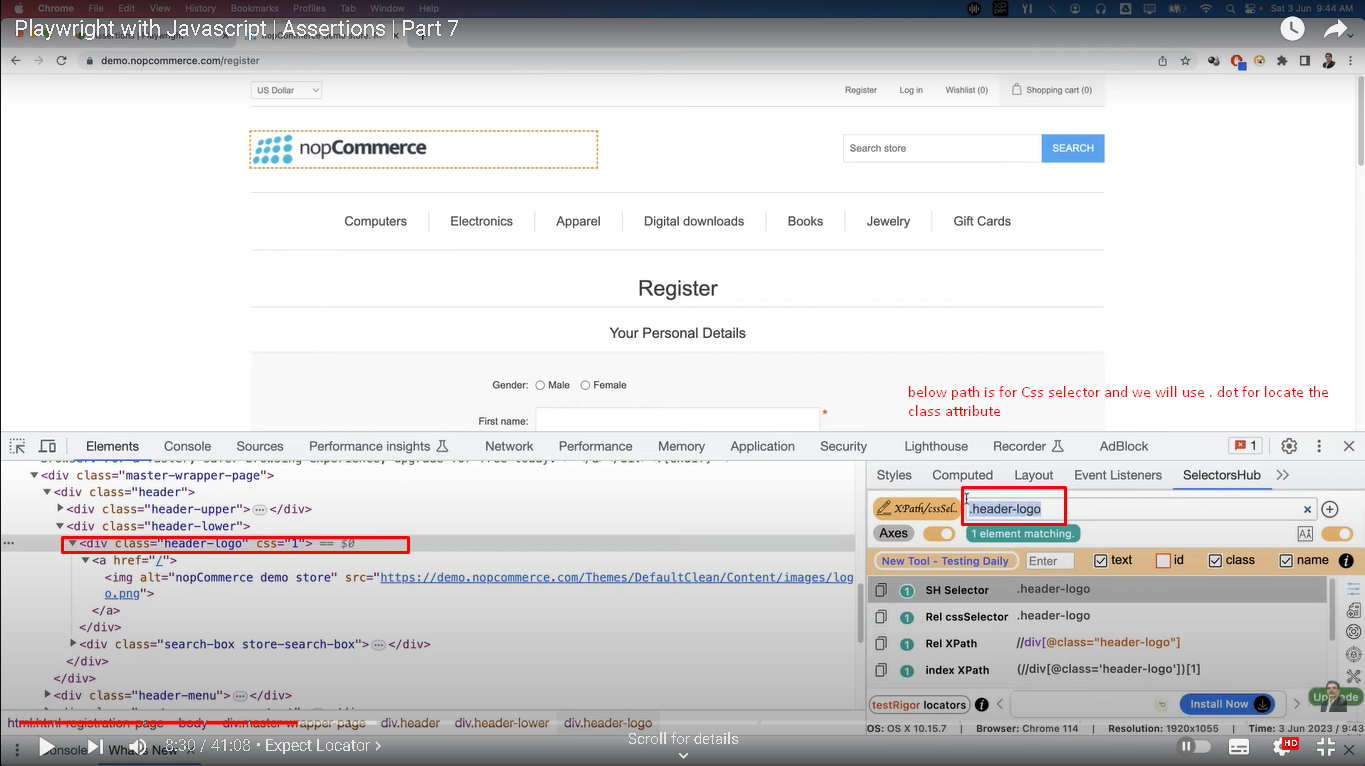 Chrome File Edit View History Bookmarks Profiles Tab Window Help Sat 3 Jun 9:44 AM
Playwright with Javascript | Assertions | Part 7
demo.nopcommerce.com/register
US Dollar Register Log in Wishlist (0) Shopping cart (0)
nopCommerce Search store SEARCH
Computers Electronics Apparel Digital downloads Books Jewelry Gift Cards
Register
Your Personal Details
Gender: Male Female
below path is for Css selector and we will use . dot for locate the
class attribute
First name: *
Elements Console Sources Performance insights Network Performance Memory Application Security Lighthouse Recorder AdBlock 1
<div class="master-wrapper-page">
<div class="header">
<div class="header-upper">…</div>
<div class="header-lower">
<div class="header-logo" css="1"> == $0
<a href="/">
<img alt="nopCommerce demo store" src="https://demo.nopcommerce.com/Themes/DefaultClean/Content/images/log
o.png">
</a>
</div>
<div class="search-box store-search-box">…</div>
</div>
</div>
<div class="header-menu">…</div>
html.html-registration-page body div.master-wrapper-page div.header div.header-lower div.header-logo
Styles Computed Layout Event Listeners SelectorsHub
XPath/cssSel.. .header-logo
Axes 1 element matching.
New Tool - Testing Daily Enter text id class name
1 SH Selector .header-logo
1 Rel cssSelector .header-logo
1 Rel XPath //div[@class="header-logo"]
1 index XPath (//div[@class='header-logo'])[1]
testRigor locators Install Now Upgrade
OS: OS X 10.15.7 | Browser: Chrome 114 | Resolution: 1920x1055 | Time: 3 Jun 2023 / 9:43
Console What's New
8:30 / 41:08 • Expect Locator
Scroll for details
HD